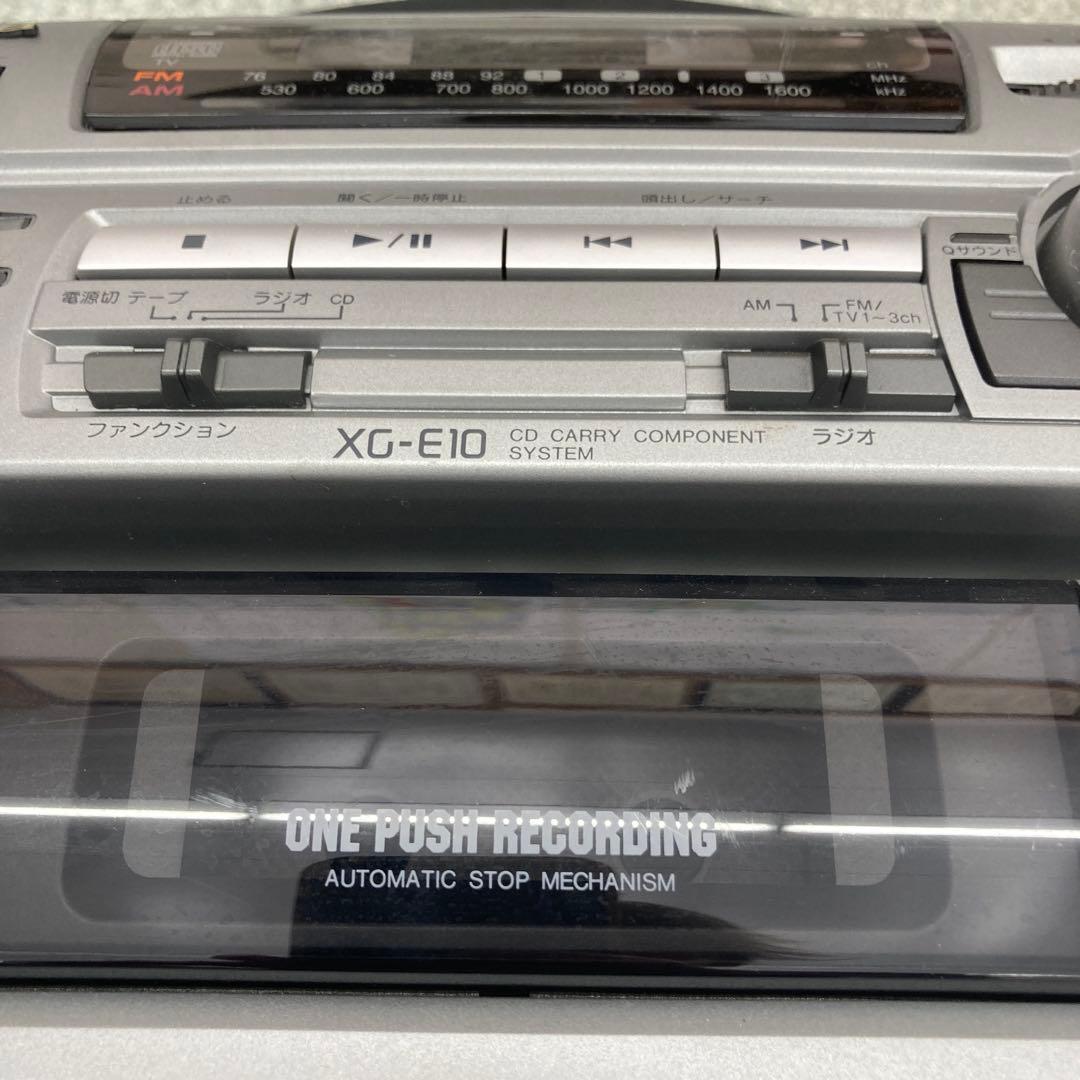 TV ch
FM 76 80 84 88 92 1 2 3 MHz
AM 530 600 700 800 1000 1200 1400 1600 kHz
止める 聞く/一時停止 頭出し/サーチ
■ ▶/❚❚ ⏮ ⏭
Qサウンド
電源切 テープ ラジオ CD AM FM/
TV1~3ch
ファンクション XG-E10 CD CARRY COMPONENT ラジオ
SYSTEM
ONE PUSH RECORDING
AUTOMATIC STOP MECHANISM